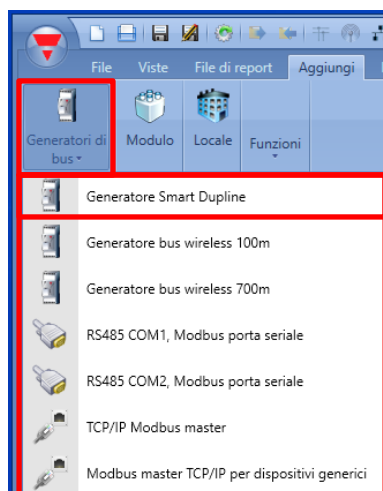 File Viste File di report Aggiungi
Generatori di bus Modulo Locale Funzioni
Generatore Smart Dupline
Generatore bus wireless 100m
Generatore bus wireless 700m
RS485 COM1, Modbus porta seriale
RS485 COM2, Modbus porta seriale
TCP/IP Modbus master
Modbus master TCP/IP per dispositivi generici